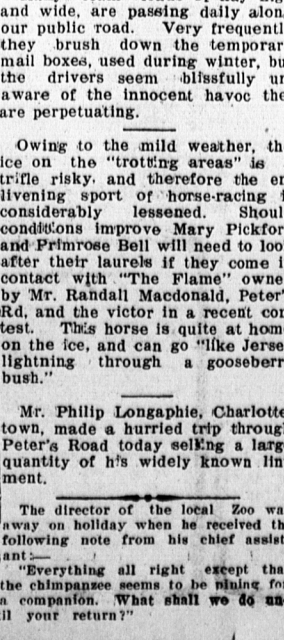 and wide, are passing daily alon
our public road. Very frequentl
they brush down the temporar
mail boxes, used during winter, bu
the drivers seem blissfully un
aware of the innocent havoc the
are perpetuating.
Owing to the mild weather, th
ice on the "trotting areas" is
trifle risky, and therefore the en
livening sport of horse-racing i
considerably lessened. Shoul
conditions improve Mary Pickfor
and Primrose Bell will need to loo
after their laurels if they come i
contact with "The Flame" owne
by Mr. Randall Macdonald, Peter'
Rd, and the victor in a recent con
test. This horse is quite at hom
on the ice, and can go "like Jerse
lightning through a gooseberr
bush."
Mr. Philip Longaphie, Charlotte
town, made a hurried trip throug
Peter's Road today selling a larg
quantity of his widely known lin
ment.
The director of the local Zoo wa
away on holiday when he received th
following note from his chief assist
ant:—
"Everything all right except tha
the chimpanzee seems to be pining fo
a companion. What shall we do un
til your return?"